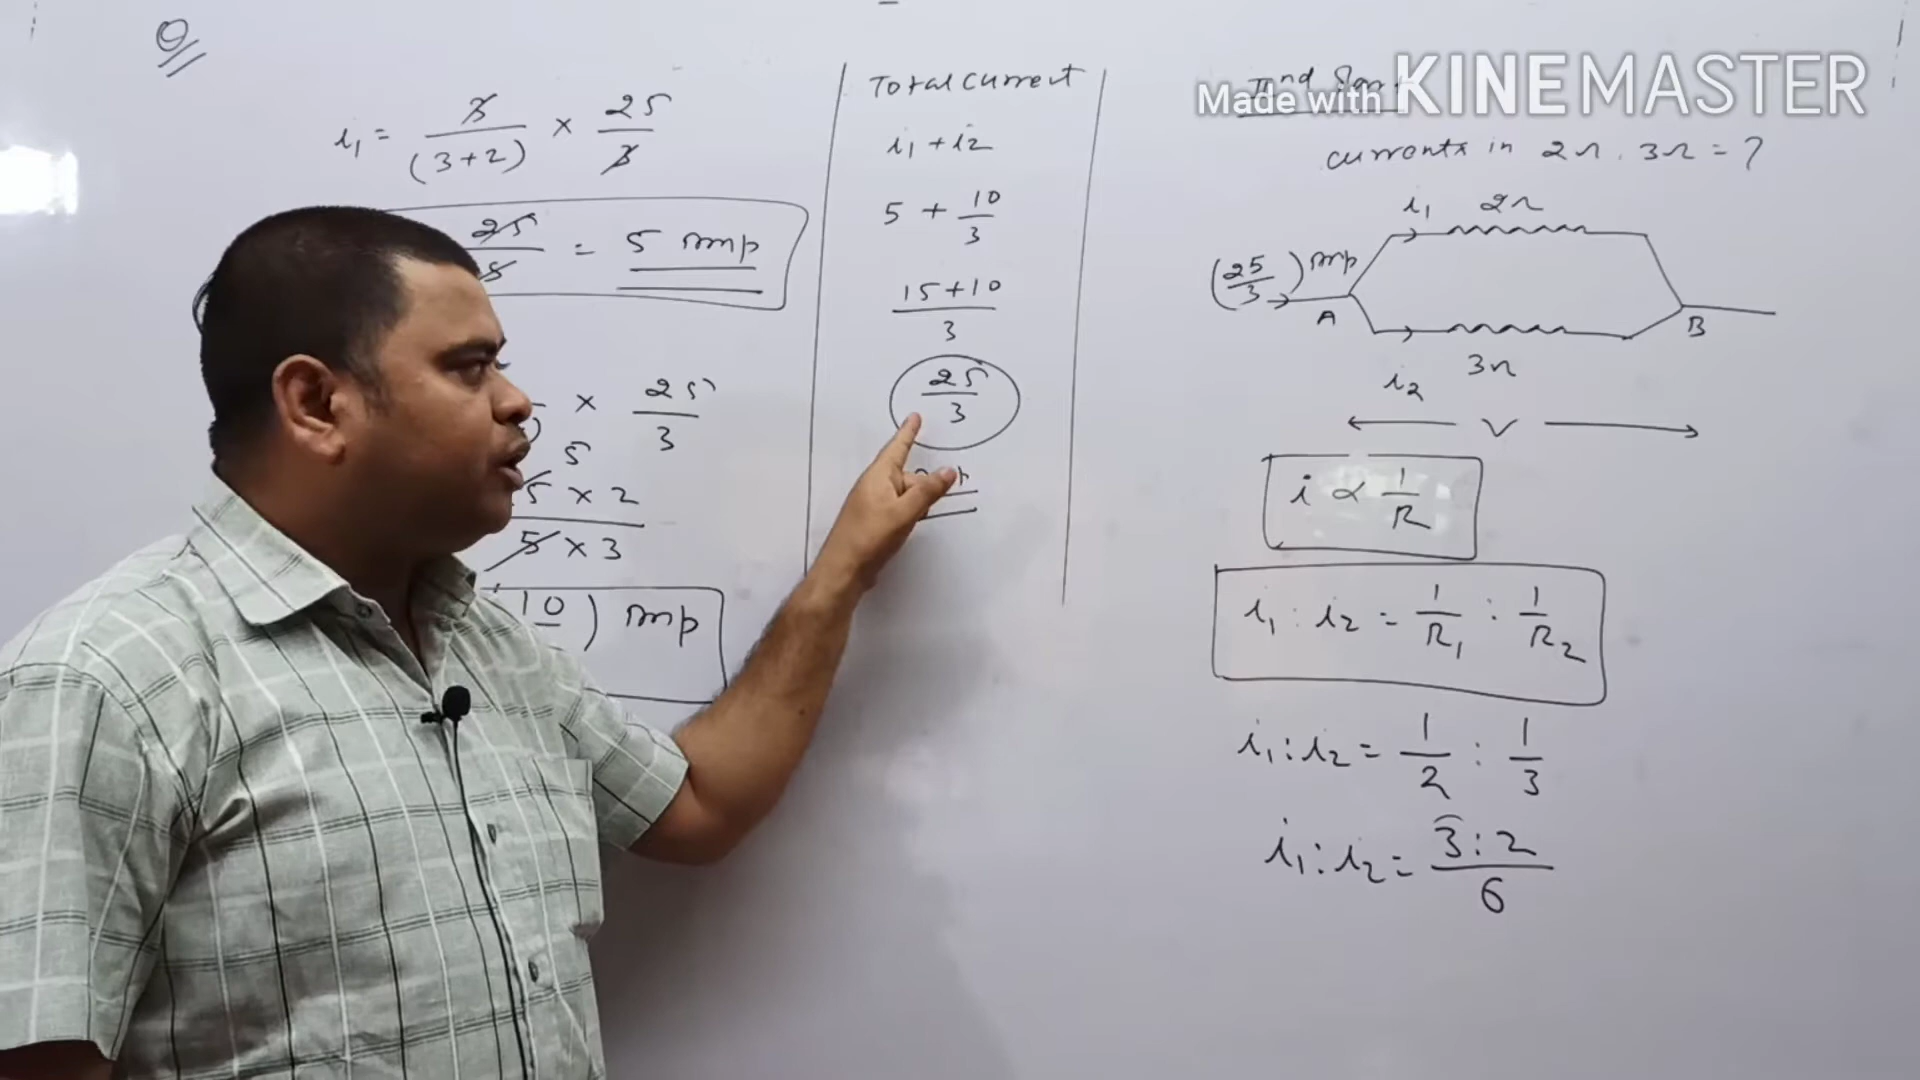 Q
i₁ = 3/(3+2) × 25/3
25/5 = 5 Amp
× 25/3
5
5 × 2
5 × 3
10 ) Amp
Total current
i₁ + i₂
5 + 10/3
15+10/3
25/3
IInd
Made with KINEMASTER
currents in 2Ω, 3Ω = ?
i₁ 2Ω
(25/3) Amp
A
B
3Ω
i₂
V
i ∝ 1/R
i₁ : i₂ = 1/R₁ : 1/R₂
i₁ : i₂ = 1/2 : 1/3
i₁ : i₂ = 3 : 2/6